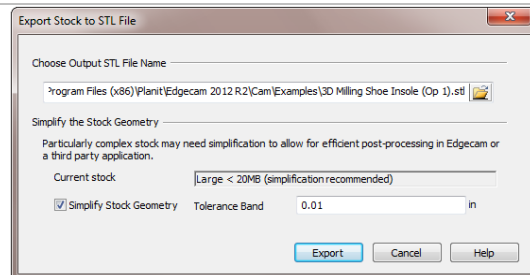 Export Stock to STL File
Choose Output STL File Name
Program Files (x86)\Planit\Edgecam 2012 R2\Cam\Examples\3D Milling Shoe Insole (Op 1).stl
Simplify the Stock Geometry
Particularly complex stock may need simplification to allow for efficient post-processing in Edgecam or
a third party application.
Current stock Large < 20MB (simplification recommended)
Simplify Stock Geometry Tolerance Band 0.01 in
Export Cancel Help